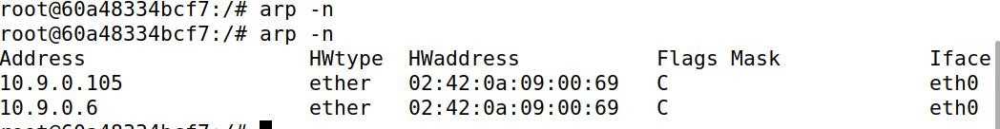 root@60a48334bcf7:/# arp -n
root@60a48334bcf7:/# arp -n
Address HWtype HWaddress Flags Mask Iface
10.9.0.105 ether 02:42:0a:09:00:69 C eth0
10.9.0.6 ether 02:42:0a:09:00:69 C eth0
root@60a48334bcf7:/#